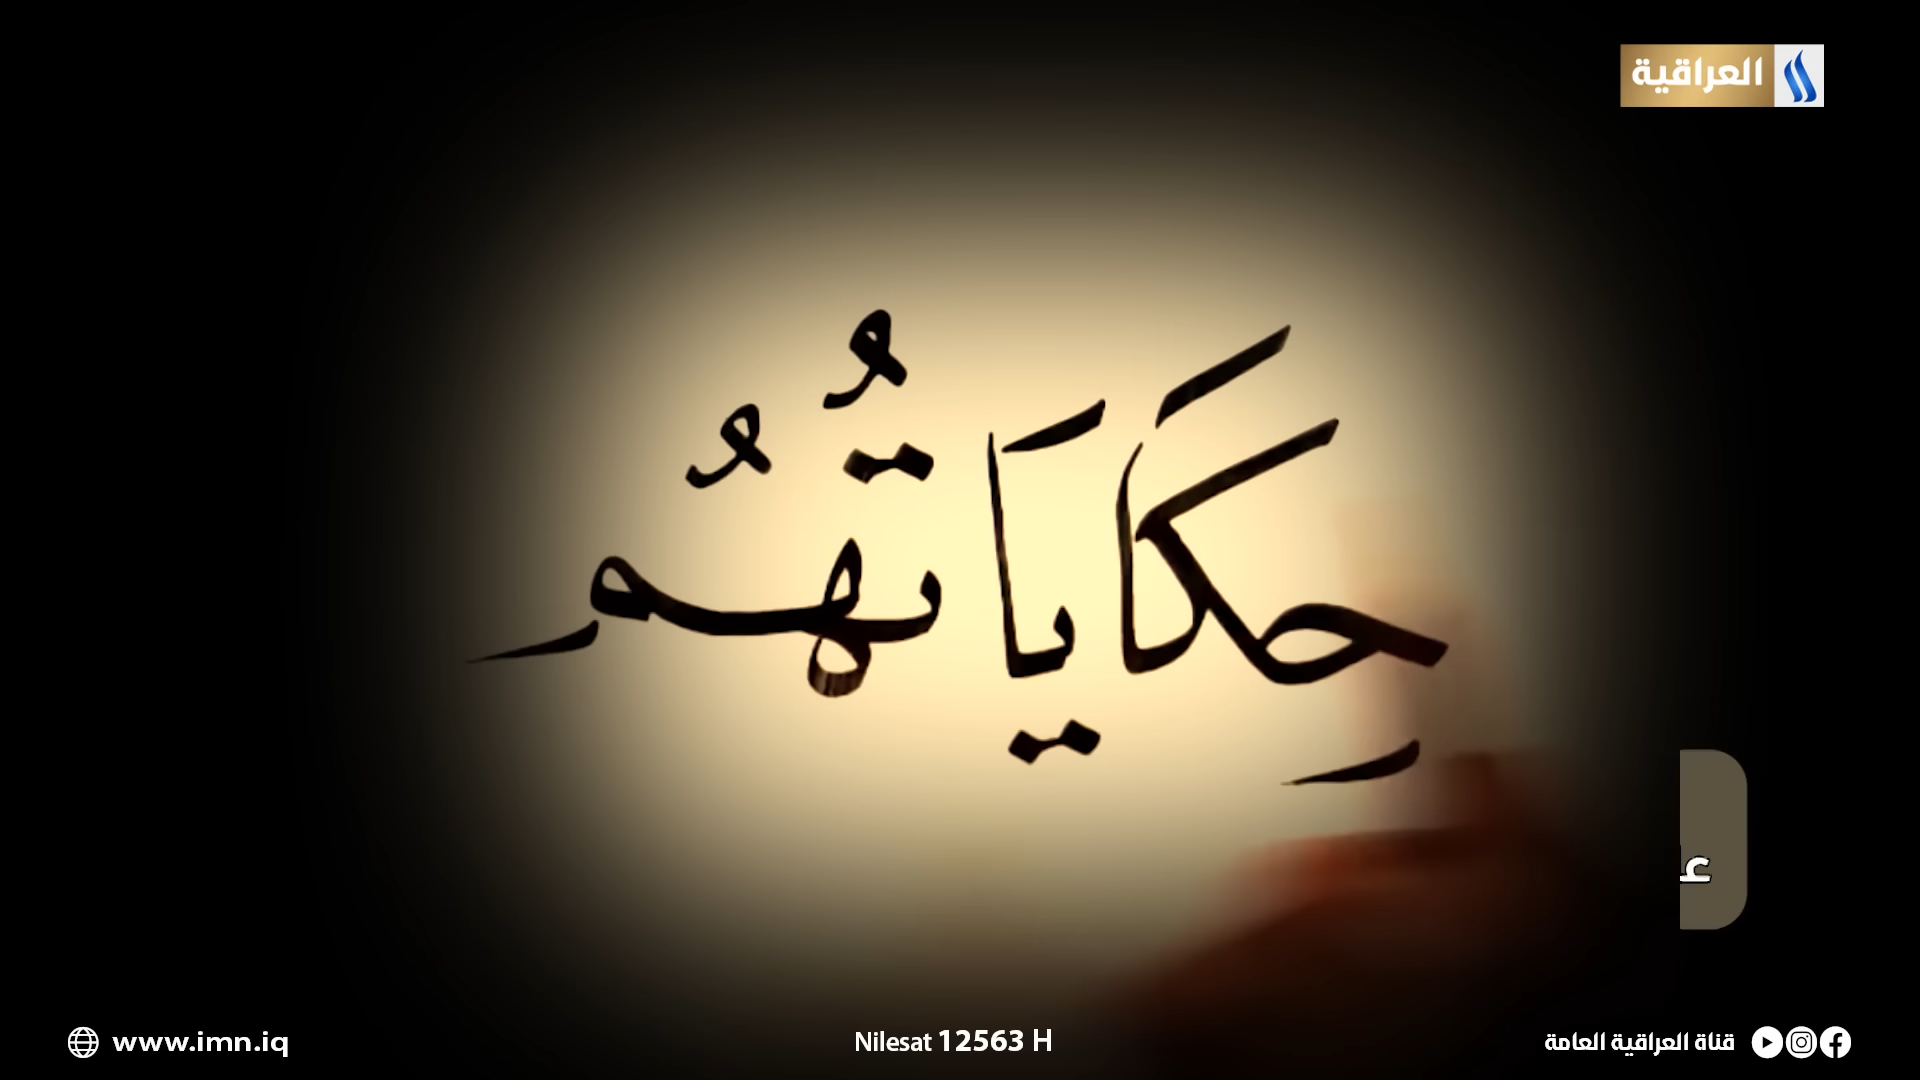 العراقية
حِكَايَاتُهُم
www.imn.iq
Nilesat 12563 H
قناة العراقية العامة